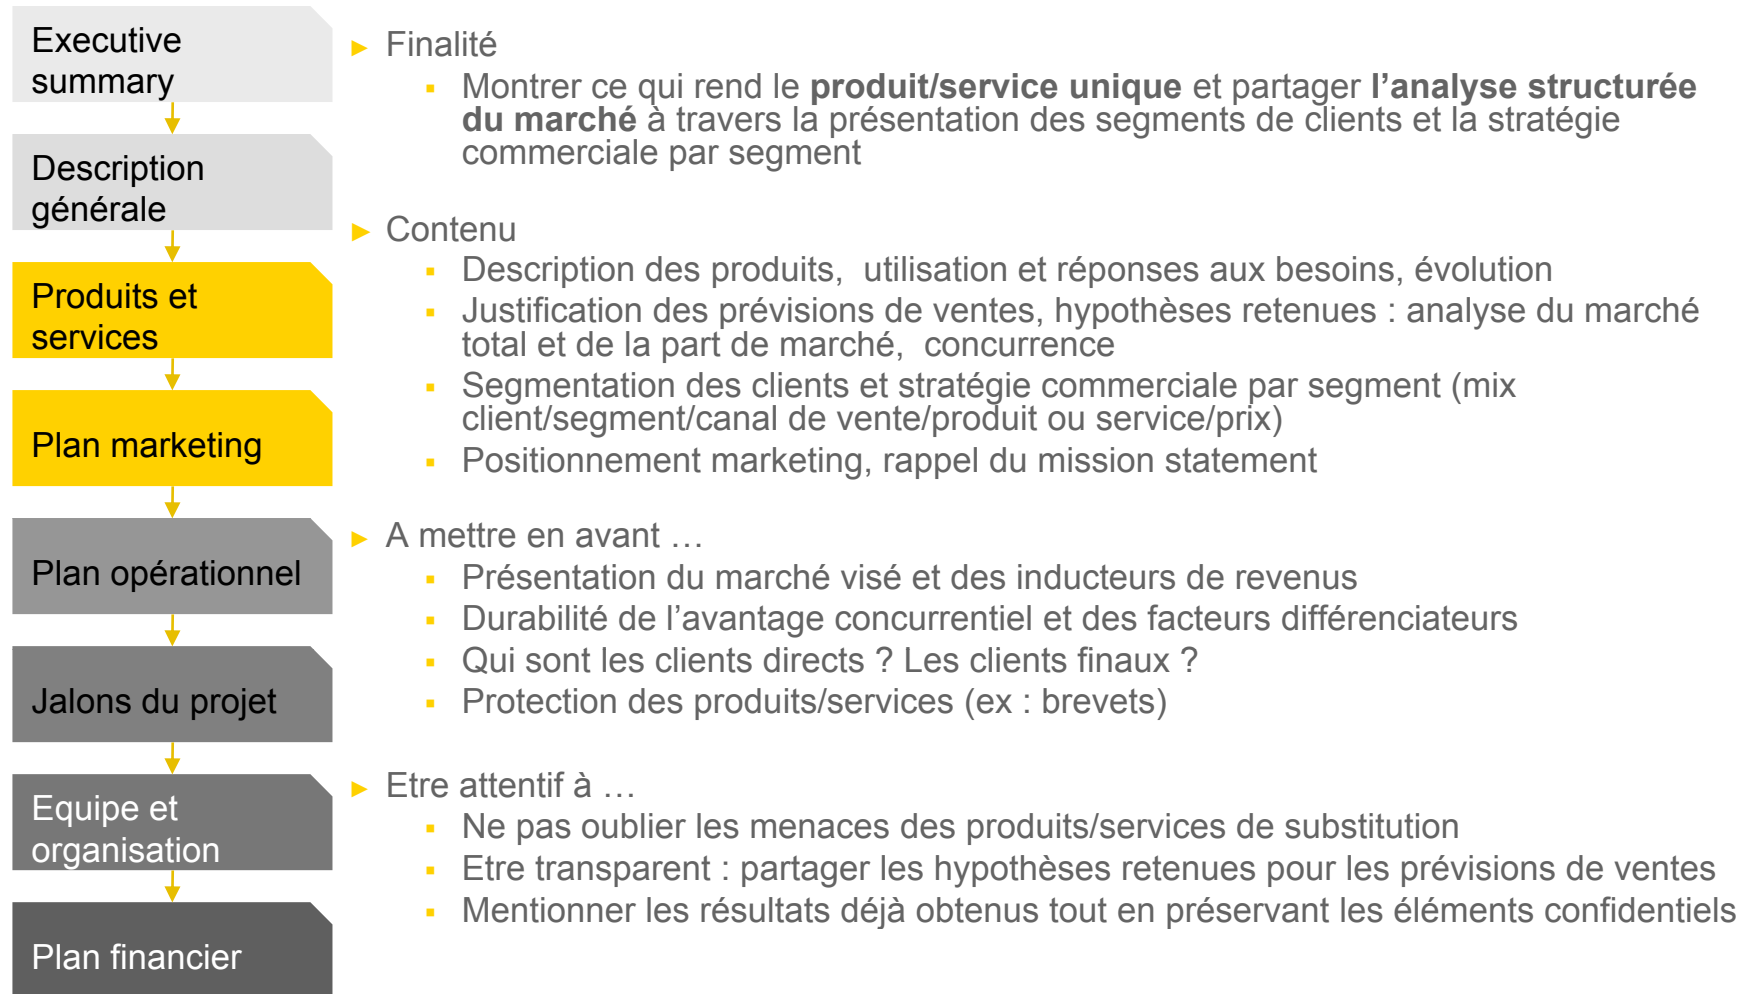 Executive
summary
Description
générale
Produits et
services
Plan marketing
Plan opérationnel
Jalons du projet
Equipe et
organisation
Plan financier
► Finalité
▪ Montrer ce qui rend le produit/service unique et partager l’analyse structurée
du marché à travers la présentation des segments de clients et la stratégie
commerciale par segment
► Contenu
▪ Description des produits,  utilisation et réponses aux besoins, évolution
▪ Justification des prévisions de ventes, hypothèses retenues : analyse du marché
total et de la part de marché,  concurrence
▪ Segmentation des clients et stratégie commerciale par segment (mix
client/segment/canal de vente/produit ou service/prix)
▪ Positionnement marketing, rappel du mission statement
► A mettre en avant …
▪ Présentation du marché visé et des inducteurs de revenus
▪ Durabilité de l’avantage concurrentiel et des facteurs différenciateurs
▪ Qui sont les clients directs ? Les clients finaux ?
▪ Protection des produits/services (ex : brevets)
► Etre attentif à …
▪ Ne pas oublier les menaces des produits/services de substitution
▪ Etre transparent : partager les hypothèses retenues pour les prévisions de ventes
▪ Mentionner les résultats déjà obtenus tout en préservant les éléments confidentiels